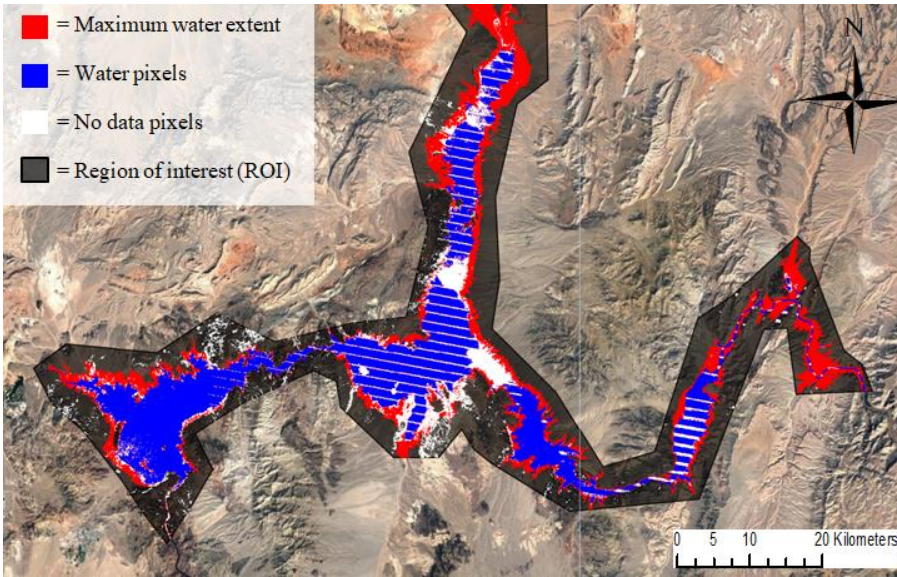 = Maximum water extent
= Water pixels
= No data pixels
= Region of interest (ROI)
N
0 5 10 20 Kilometers